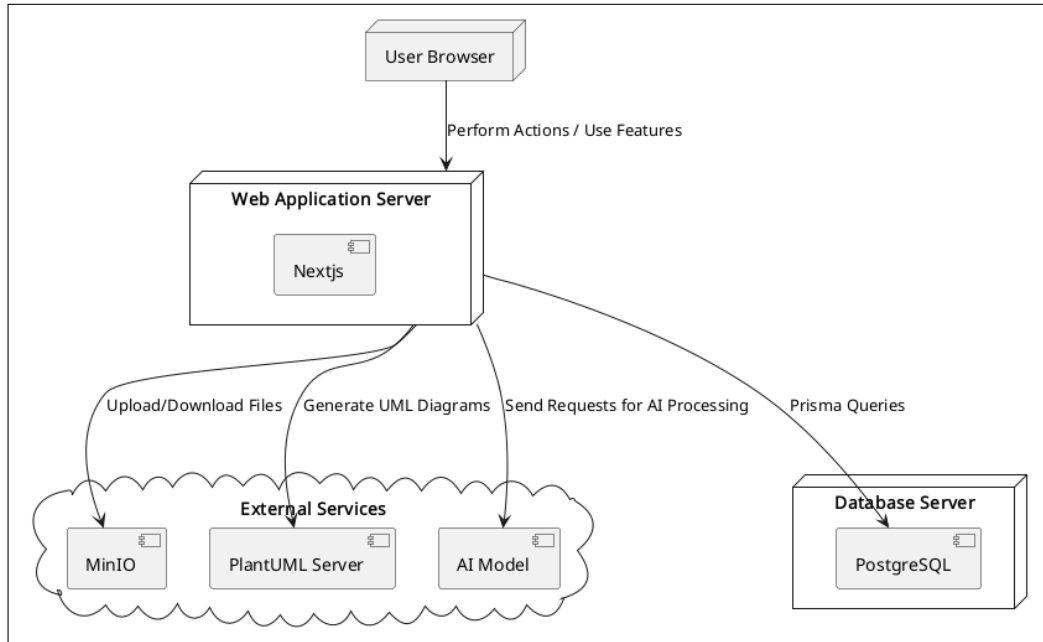 User Browser
Perform Actions / Use Features
Web Application Server
Nextjs
Upload/Download Files
Generate UML Diagrams
Send Requests for AI Processing
Prisma Queries
External Services
Database Server
MinIO
PlantUML Server
AI Model
PostgreSQL